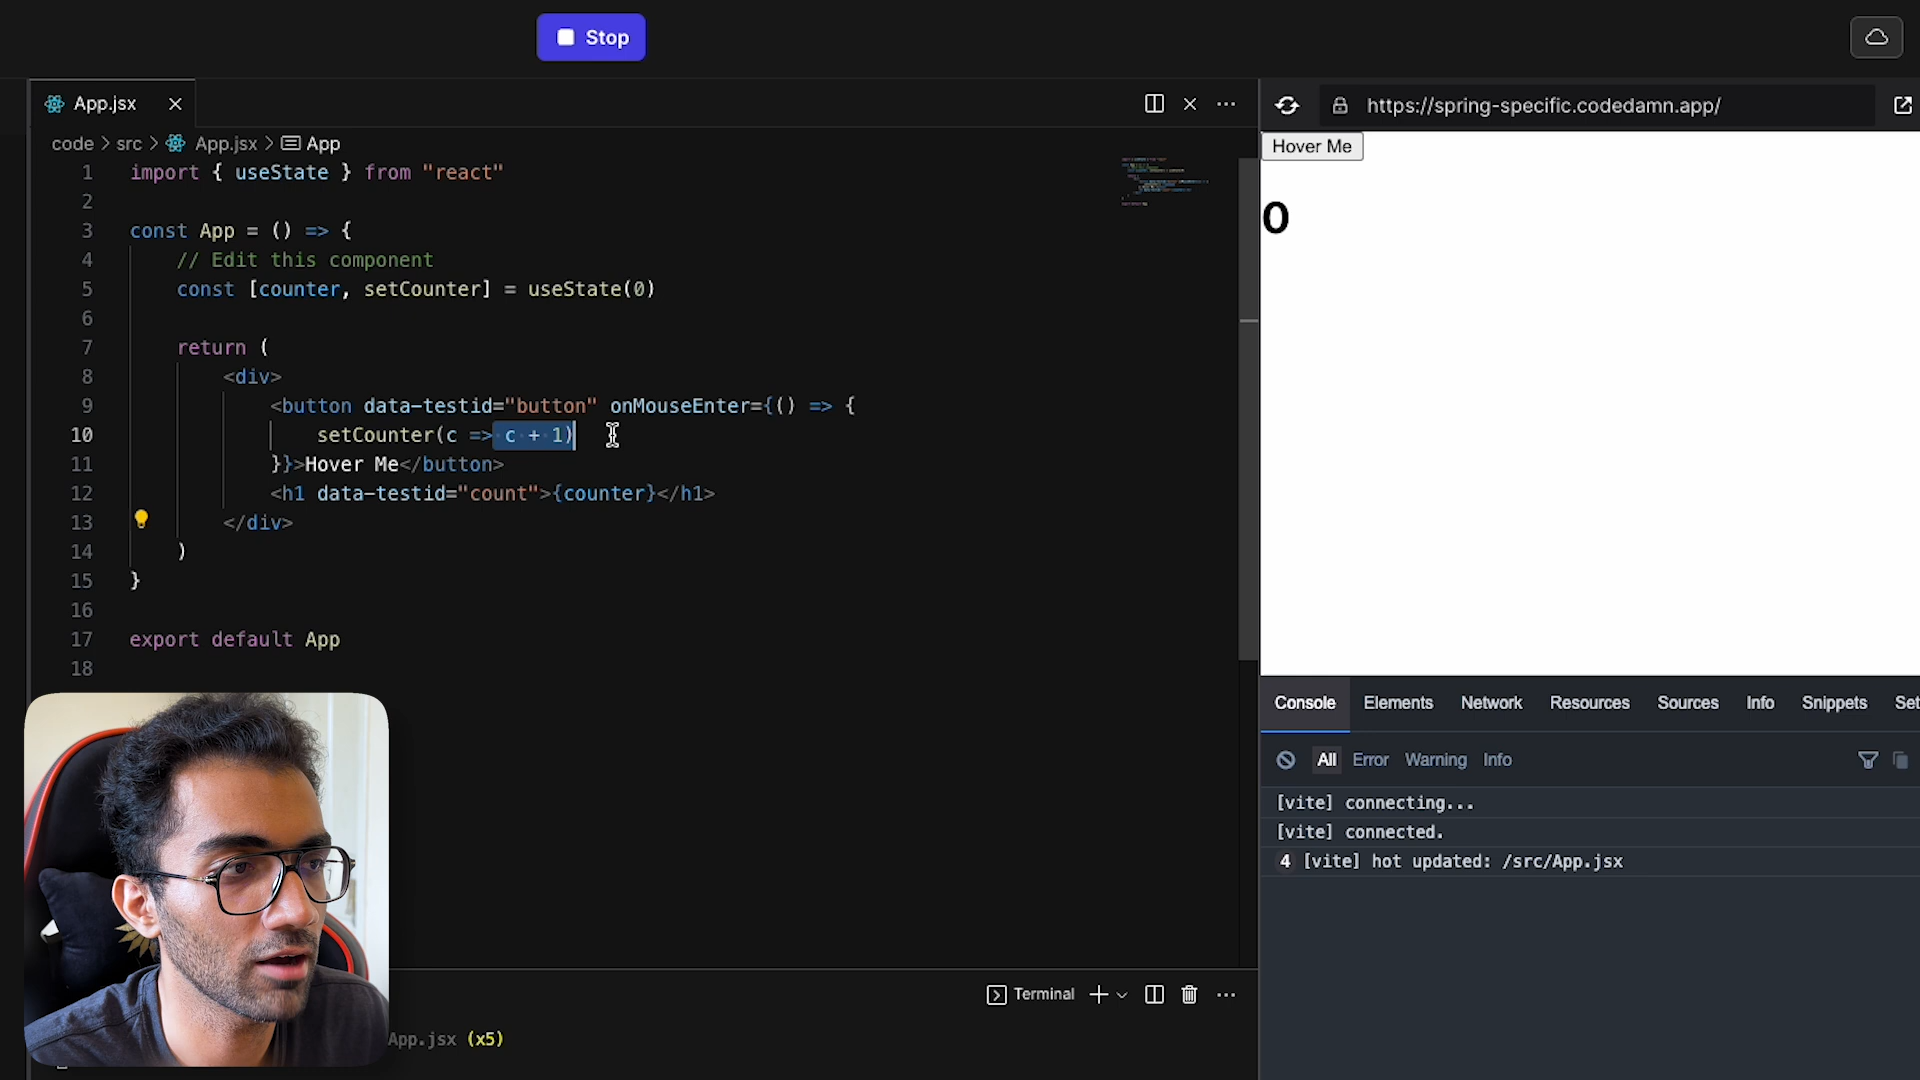 Stop
App.jsx
code > src > App.jsx > App
1 import { useState } from "react"
2
3 const App = () => {
4 // Edit this component
5 const [counter, setCounter] = useState(0)
6
7 return (
8 <div>
9 <button data-testid="button" onMouseEnter={() => {
10 setCounter(c => c + 1)
11 }}>Hover Me</button>
12 <h1 data-testid="count">{counter}</h1>
13 </div>
14 )
15 }
16
17 export default App
18
Terminal
App.jsx (x5)
https://spring-specific.codedamn.app/
Hover Me
0
Console Elements Network Resources Sources Info Snippets Set
All Error Warning Info
[vite] connecting...
[vite] connected.
4 [vite] hot updated: /src/App.jsx